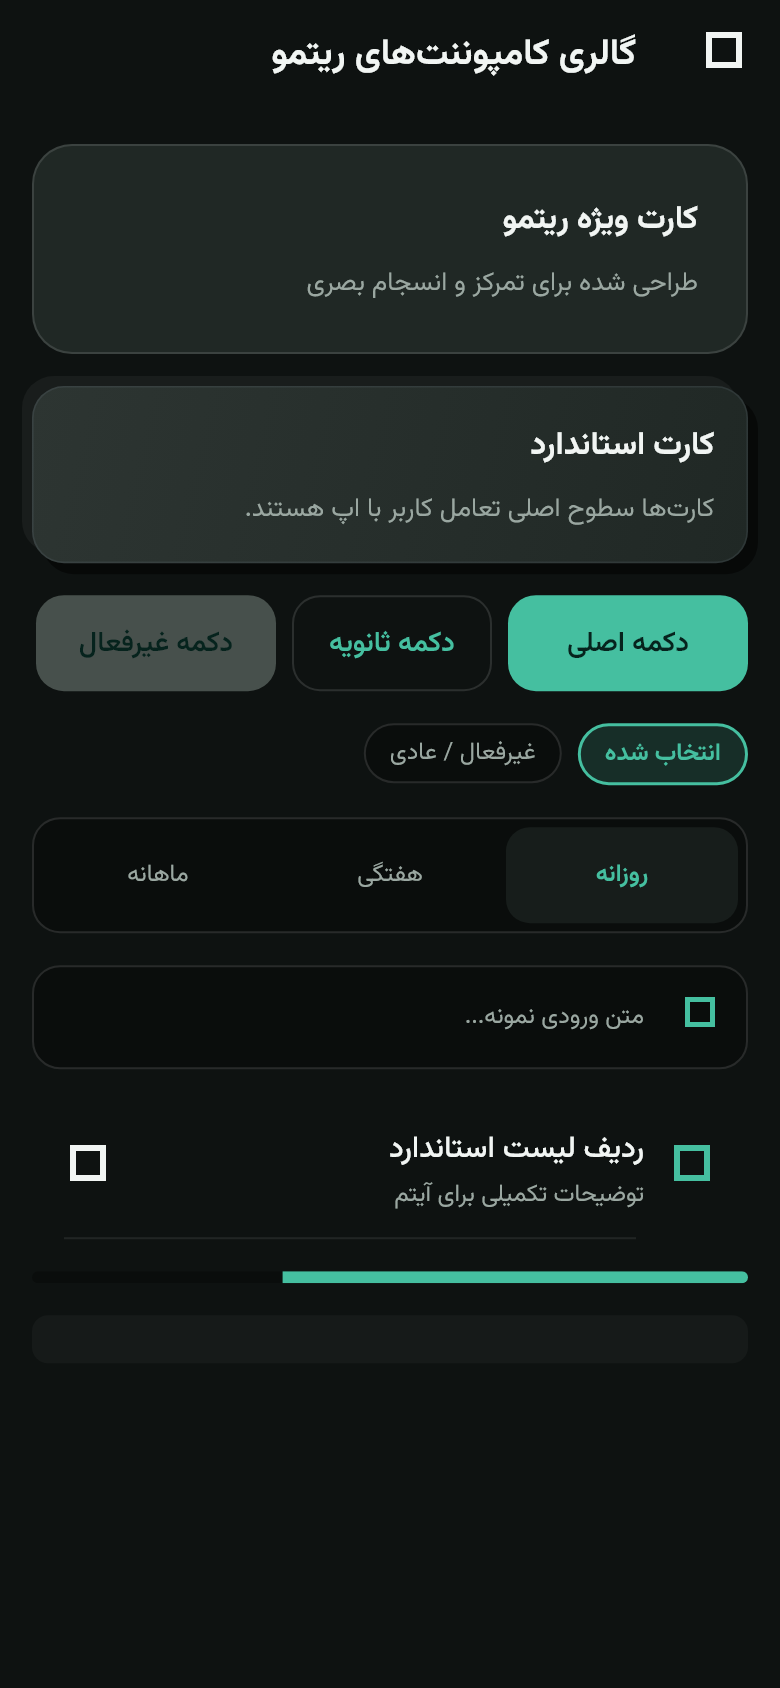 گالری کامپوننت‌های ریتمو
کارت ویژه ریتمو
طراحی شده برای تمرکز و انسجام بصری
کارت استاندارد
کارت‌ها سطوح اصلی تعامل کاربر با اپ هستند.
دکمه اصلی
دکمه ثانویه
دکمه غیرفعال
انتخاب شده
غیرفعال / عادی
روزانه
هفتگی
ماهانه
متن ورودی نمونه...
ردیف لیست استاندارد
توضیحات تکمیلی برای آیتم